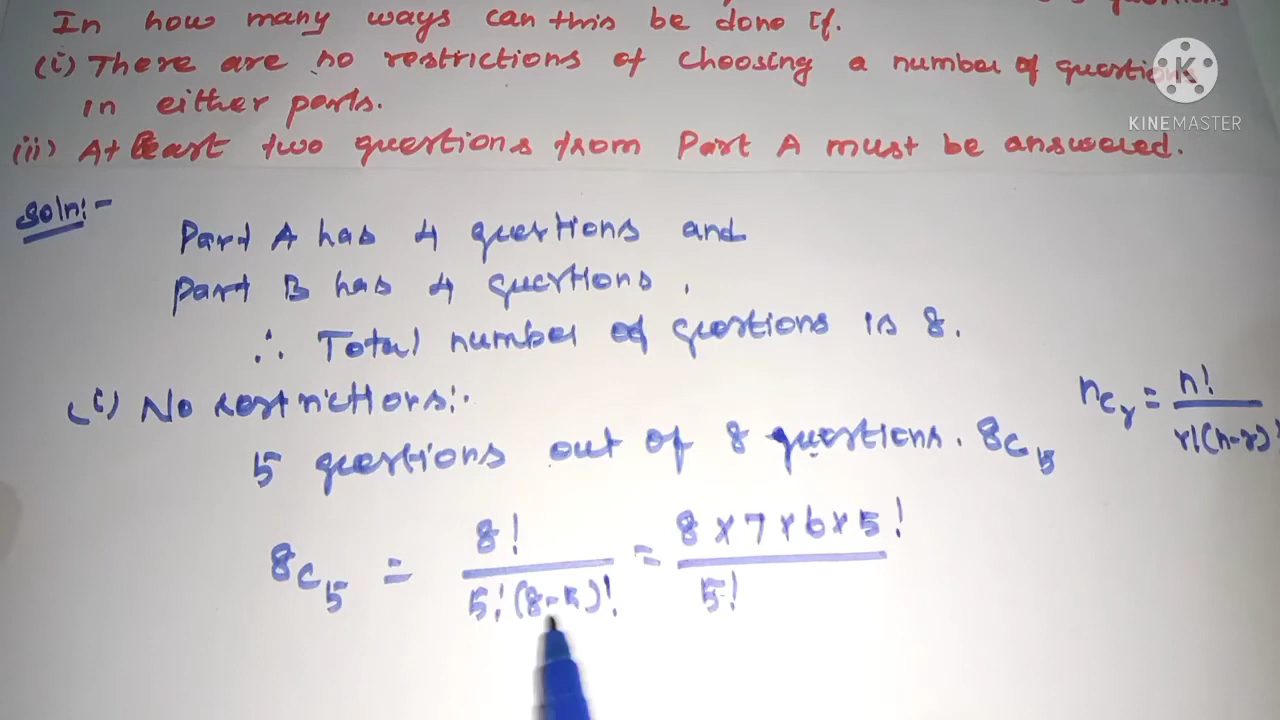 questions
In how many ways can this be done if.
(i) There are no restrictions of choosing a number of questions
in either parts.
(ii) At least two questions from Part A must be answered.
KINEMASTER
Soln:-
Part A has 4 questions and
Part B has 4 questions.
∴ Total number of questions is 8.
(i) No restrictions:.
5 questions out of 8 questions. 8C5
nCr = n! / r!(n-r)!
8C5 = 8! / 5!(8-5)! = 8 x 7 x 6 x 5! / 5!